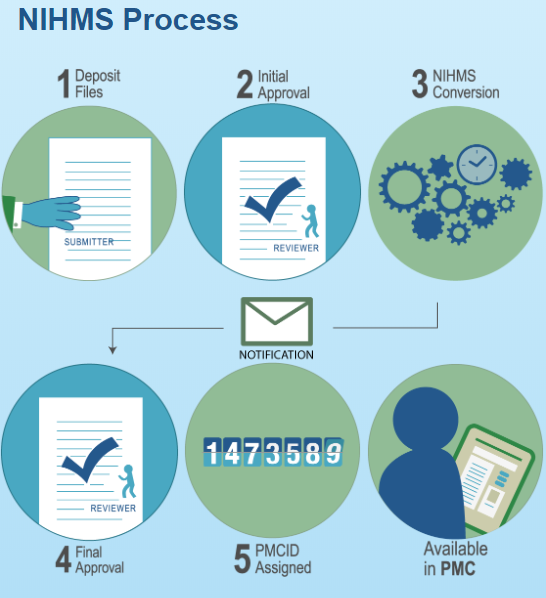 NIHMS Process
1 Deposit
Files
2 Initial
Approval
3 NIHMS
Conversion
SUBMITTER
REVIEWER
NOTIFICATION
REVIEWER
1473589
4 Final
Approval
5 PMCID
Assigned
Available
in PMC